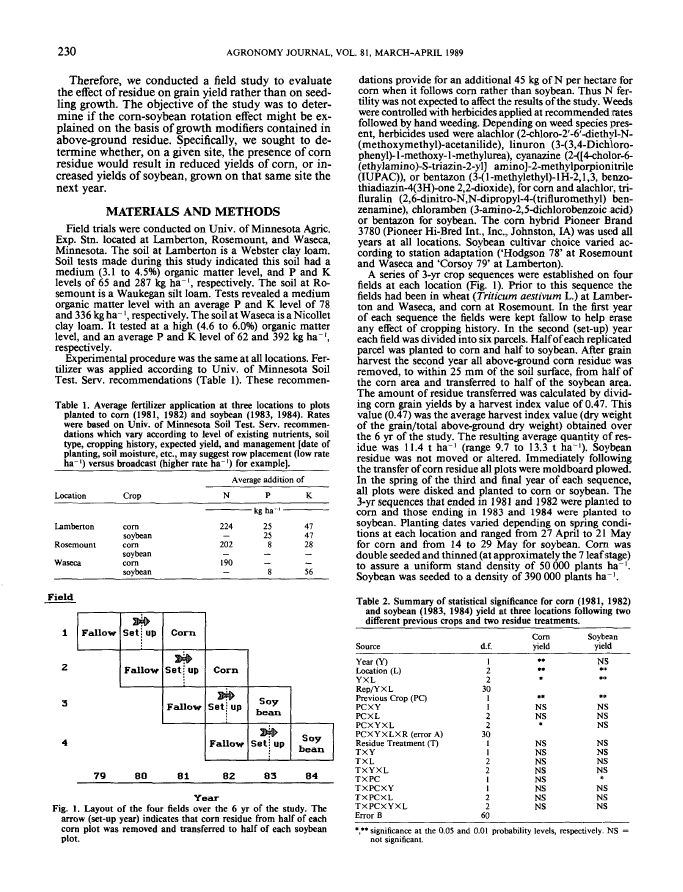 230
AGRONOMY JOURNAL, VOL. 81, MARCH-APRIL 1989
Therefore, we conducted a field study to evaluate
the effect of residue on grain yield rather than on seed-
ling growth. The objective of the study was to deter-
mine if the corn-soybean rotation effect might be ex-
plained on the basis of growth modifiers contained in
above-ground residue. Specifically, we sought to de-
termine whether, on a given site, the presence of corn
residue would result in reduced yields of corn, or in-
creased yields of soybean, grown on that same site the
next year.
MATERIALS AND METHODS
Field trials were conducted on Univ. of Minnesota Agric.
Exp. Stn. located at Lamberton, Rosemount, and Waseca,
Minnesota. The soil at Lamberton is a Webster clay loam.
Soil tests made during this study indicated this soil had a
medium (3.1 to 4.5%) organic matter level, and P and K
levels of 65 and 287 kg ha⁻¹, respectively. The soil at Ro-
semount is a Waukegan silt loam. Tests revealed a medium
organic matter level with an average P and K level of 78
and 336 kg ha⁻¹, respectively. The soil at Waseca is a Nicollet
clay loam. It tested at a high (4.6 to 6.0%) organic matter
level, and an average P and K level of 62 and 392 kg ha⁻¹,
respectively.
Experimental procedure was the same at all locations. Fer-
tilizer was applied according to Univ. of Minnesota Soil
Test. Serv. recommendations (Table 1). These recommen-
Table 1. Average fertilizer application at three locations to plots
planted to corn (1981, 1982) and soybean (1983, 1984). Rates
were based on Univ. of Minnesota Soil Test. Serv. recommen-
dations which vary according to level of existing nutrients, soil
type, cropping history, expected yield, and management [date of
planting, soil moisture, etc., may suggest row placement (low rate
ha⁻¹) versus broadcast (higher rate ha⁻¹) for example].
Average addition of
Location Crop N P K
kg ha⁻¹
Lamberton corn 224 25 47
soybean — 25 47
Rosemount corn 202 8 28
soybean — — —
Waseca corn 190 — —
soybean — 8 56
Field
1 Fallow Set up Corn
2 Fallow Set up Corn
3 Fallow Set up Soy bean
4 Fallow Set up Soy bean
79 80 81 82 83 84
Year
Fig. 1. Layout of the four fields over the 6 yr of the study. The
arrow (set-up year) indicates that corn residue from half of each
corn plot was removed and transferred to half of each soybean
plot.
dations provide for an additional 45 kg of N per hectare for
corn when it follows corn rather than soybean. Thus N fer-
tility was not expected to affect the results of the study. Weeds
were controlled with herbicides applied at recommended rates
followed by hand weeding. Depending on weed species pres-
ent, herbicides used were alachlor (2-chloro-2'-6'-diethyl-N-
(methoxymethyl)-acetanilide), linuron (3-(3,4-Dichloro-
phenyl)-1-methoxy-1-methylurea), cyanazine (2-([4-cholor-6-
(ethylamino)-S-triazin-2-yl] amino]-2-methylporpionitrile
(IUPAC)), or bentazon (3-(1-methylethyl)-1H-2,1,3, benzo-
thiadiazin-4(3H)-one 2,2-dioxide), for corn and alachlor, tri-
fluralin (2,6-dinitro-N,N-dipropyl-4-(trifluromethyl) ben-
zenamine), chloramben (3-amino-2,5-dichlorobenzoic acid)
or bentazon for soybean. The corn hybrid Pioneer Brand
3780 (Pioneer Hi-Bred Int., Inc., Johnston, IA) was used all
years at all locations. Soybean cultivar choice varied ac-
cording to station adaptation ('Hodgson 78' at Rosemount
and Waseca and 'Corsoy 79' at Lamberton).
A series of 3-yr crop sequences were established on four
fields at each location (Fig. 1). Prior to this sequence the
fields had been in wheat (Triticum aestivum L.) at Lamber-
ton and Waseca, and corn at Rosemount. In the first year
of each sequence the fields were kept fallow to help erase
any effect of cropping history. In the second (set-up) year
each field was divided into six parcels. Half of each replicated
parcel was planted to corn and half to soybean. After grain
harvest the second year all above-ground corn residue was
removed, to within 25 mm of the soil surface, from half of
the corn area and transferred to half of the soybean area.
The amount of residue transferred was calculated by divid-
ing corn grain yields by a harvest index value of 0.47. This
value (0.47) was the average harvest index value (dry weight
of the grain/total above-ground dry weight) obtained over
the 6 yr of the study. The resulting average quantity of res-
idue was 11.4 t ha⁻¹ (range 9.7 to 13.3 t ha⁻¹). Soybean
residue was not moved or altered. Immediately following
the transfer of corn residue all plots were moldboard plowed.
In the spring of the third and final year of each sequence,
all plots were disked and planted to corn or soybean. The
3-yr sequences that ended in 1981 and 1982 were planted to
corn and those ending in 1983 and 1984 were planted to
soybean. Planting dates varied depending on spring condi-
tions at each location and ranged from 27 April to 21 May
for corn and from 14 to 29 May for soybean. Corn was
double seeded and thinned (at approximately the 7 leaf stage)
to assure a uniform stand density of 50 000 plants ha⁻¹.
Soybean was seeded to a density of 390 000 plants ha⁻¹.
Table 2. Summary of statistical significance for corn (1981, 1982)
and soybean (1983, 1984) yield at three locations following two
different previous crops and two residue treatments.
Source d.f. Corn yield Soybean yield
Year (Y) 1 ** NS
Location (L) 2 ** **
Y×L 2 * **
Rep/Y×L 30
Previous Crop (PC) 1 ** **
PC×Y 1 NS NS
PC×L 2 NS NS
PC×Y×L 2 * NS
PC×Y×L×R (error A) 30
Residue Treatment (T) 1 NS NS
T×Y 1 NS NS
T×L 2 NS NS
T×Y×L 2 NS NS
T×PC 1 NS *
T×PC×Y 1 NS NS
T×PC×L 2 NS NS
T×PC×Y×L 2 NS NS
Error B 60
*,** significance at the 0.05 and 0.01 probability levels, respectively. NS =
not significant.